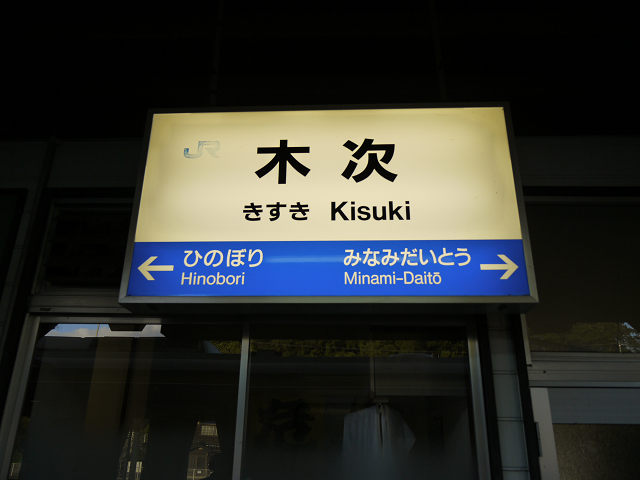 JR
木次
きすき Kisuki
ひのぼり みなみだいとう
Hinobori Minami-Daitō